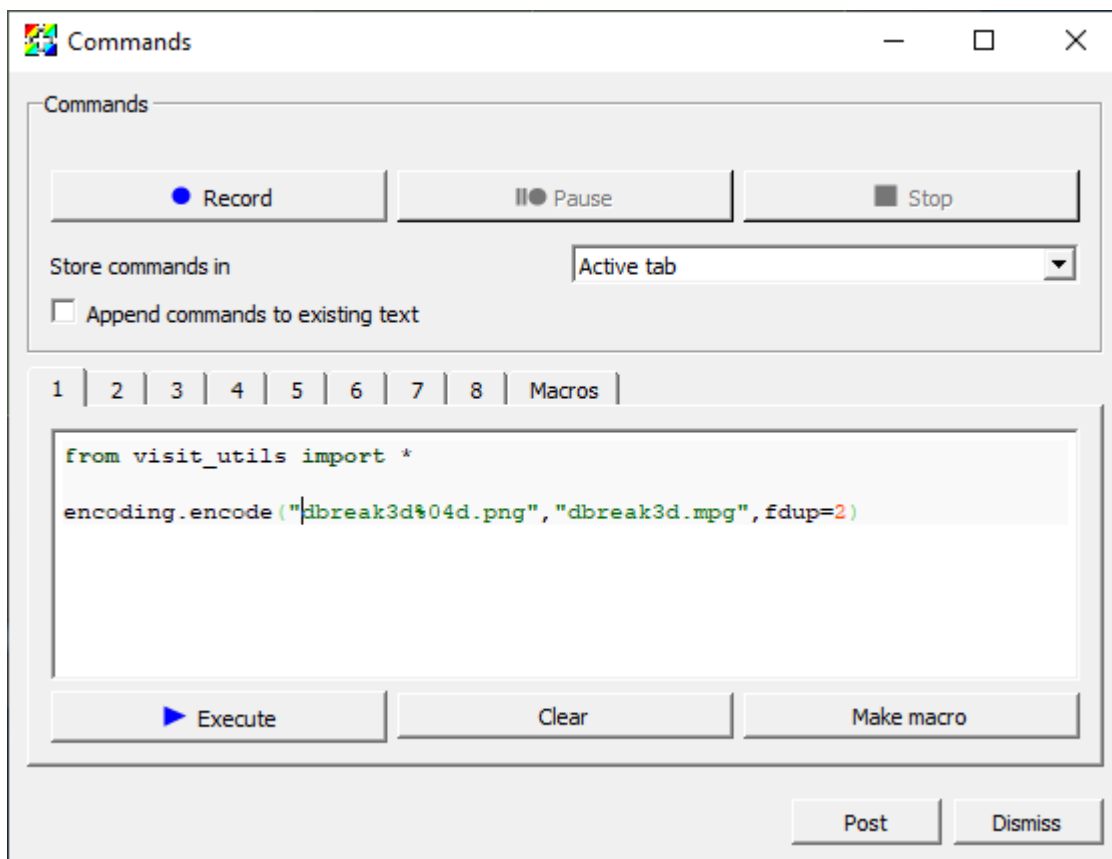 Commands
Commands
Record
Pause
Stop
Store commands in
Active tab
Append commands to existing text
1 2 3 4 5 6 7 8 Macros
from visit_utils import *
encoding.encode("dbreak3d%04d.png","dbreak3d.mpg",fdup=2)
Execute
Clear
Make macro
Post
Dismiss